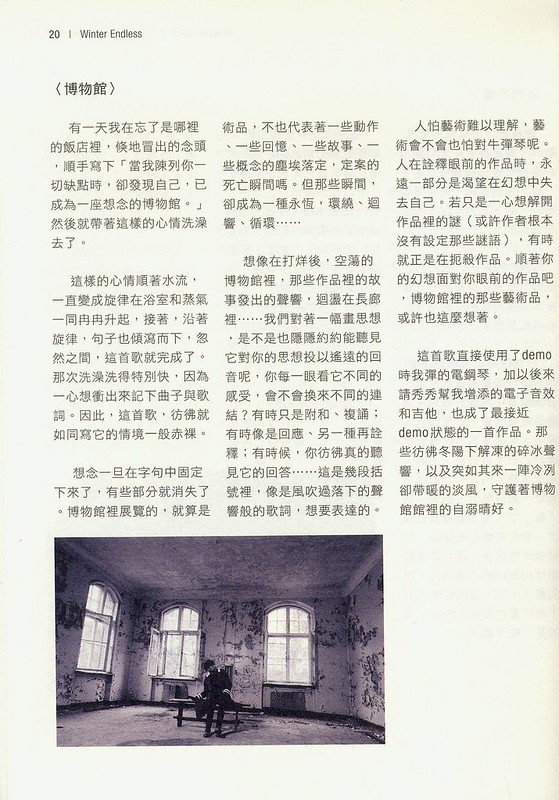 20 | Winter Endless
〈博物館〉
有一天我在忘了是哪裡
的飯店裡，倏地冒出的念頭
，順手寫下「當我陳列你一
切缺點時，卻發現自己，已
成為一座想念的博物館。」
然後就帶著這樣的心情洗澡
去了。
這樣的心情順著水流，
一直變成旋律在浴室和蒸氣
一同冉冉升起，接著，沿著
旋律，句子也傾瀉而下，忽
然之間，這首歌就完成了。
那次洗澡洗得特別快，因為
一心想衝出來記下曲子與歌
詞。因此，這首歌，彷彿就
如同寫它的情境一般赤裸。
想念一旦在字句中固定
下來了，有些部分就消失了
。博物館裡展覽的，就算是
術品，不也代表著一些動作
、一些回憶、一些故事、一
些概念的塵埃落定，定案的
死亡瞬間嗎。但那些瞬間，
卻成為一種永恆，環繞、迴
響、循環⋯⋯
想像在打烊後，空蕩的
博物館裡，那些作品裡的故
事發出的聲響，迴盪在長廊
裡⋯⋯我們對著一幅畫思想
，是不是也隱隱約約能聽見
它對你的思想投以遙遠的回
音呢，你每一眼看它不同的
感受，會不會換來不同的連
結？有時只是附和、複誦；
有時像是回應、另一種再詮
釋；有時候，你彷彿真的聽
見它的回答⋯⋯這是幾段括
號裡，像是風吹過落下的聲
響般的歌詞，想要表達的。
人怕藝術難以理解，藝
術會不會也怕對牛彈琴呢。
人在詮釋眼前的作品時，永
遠一部分是渴望在幻想中失
去自己。若只是一心想解開
作品裡的謎（或許作者根本
沒有設定那些謎語），有時
就正是在扼殺作品。順著你
的幻想面對你眼前的作品吧
，博物館裡的那些藝術品，
或許也這麼想著。
這首歌直接使用了demo
時我彈的電鋼琴，加以後來
請秀秀幫我增添的電子音效
和吉他，也成了最接近
demo狀態的一首作品。那
些彷彿冬陽下解凍的碎冰聲
響，以及突如其來一陣冷冽
卻帶暖的淡風，守護著博物
館館裡的自溺晴好。